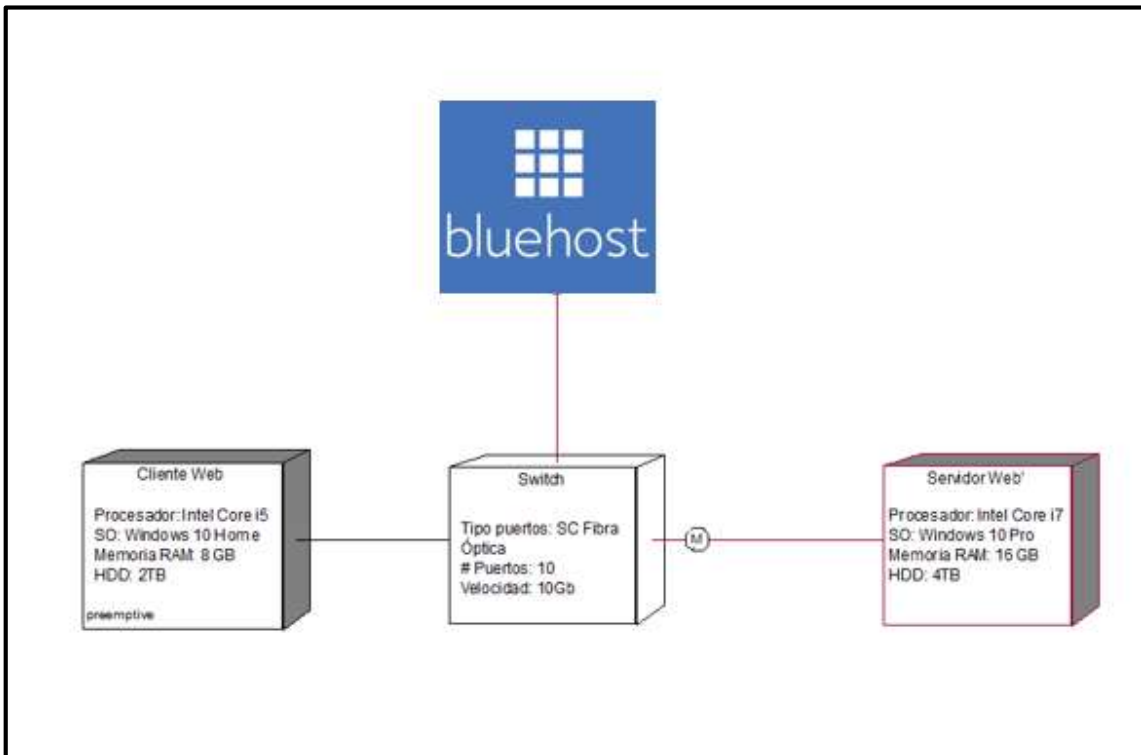 bluehost
Cliente Web
Procesador: Intel Core i5
SO: Windows 10 Home
Memoria RAM: 8 GB
HDD: 2TB
preemptive
Switch
Tipo puertos: SC Fibra
Óptica
# Puertos: 10
Velocidad: 10Gb
M
Servidor Web'
Procesador: Intel Core i7
SO: Windows 10 Pro
Memoria RAM: 16 GB
HDD: 4TB